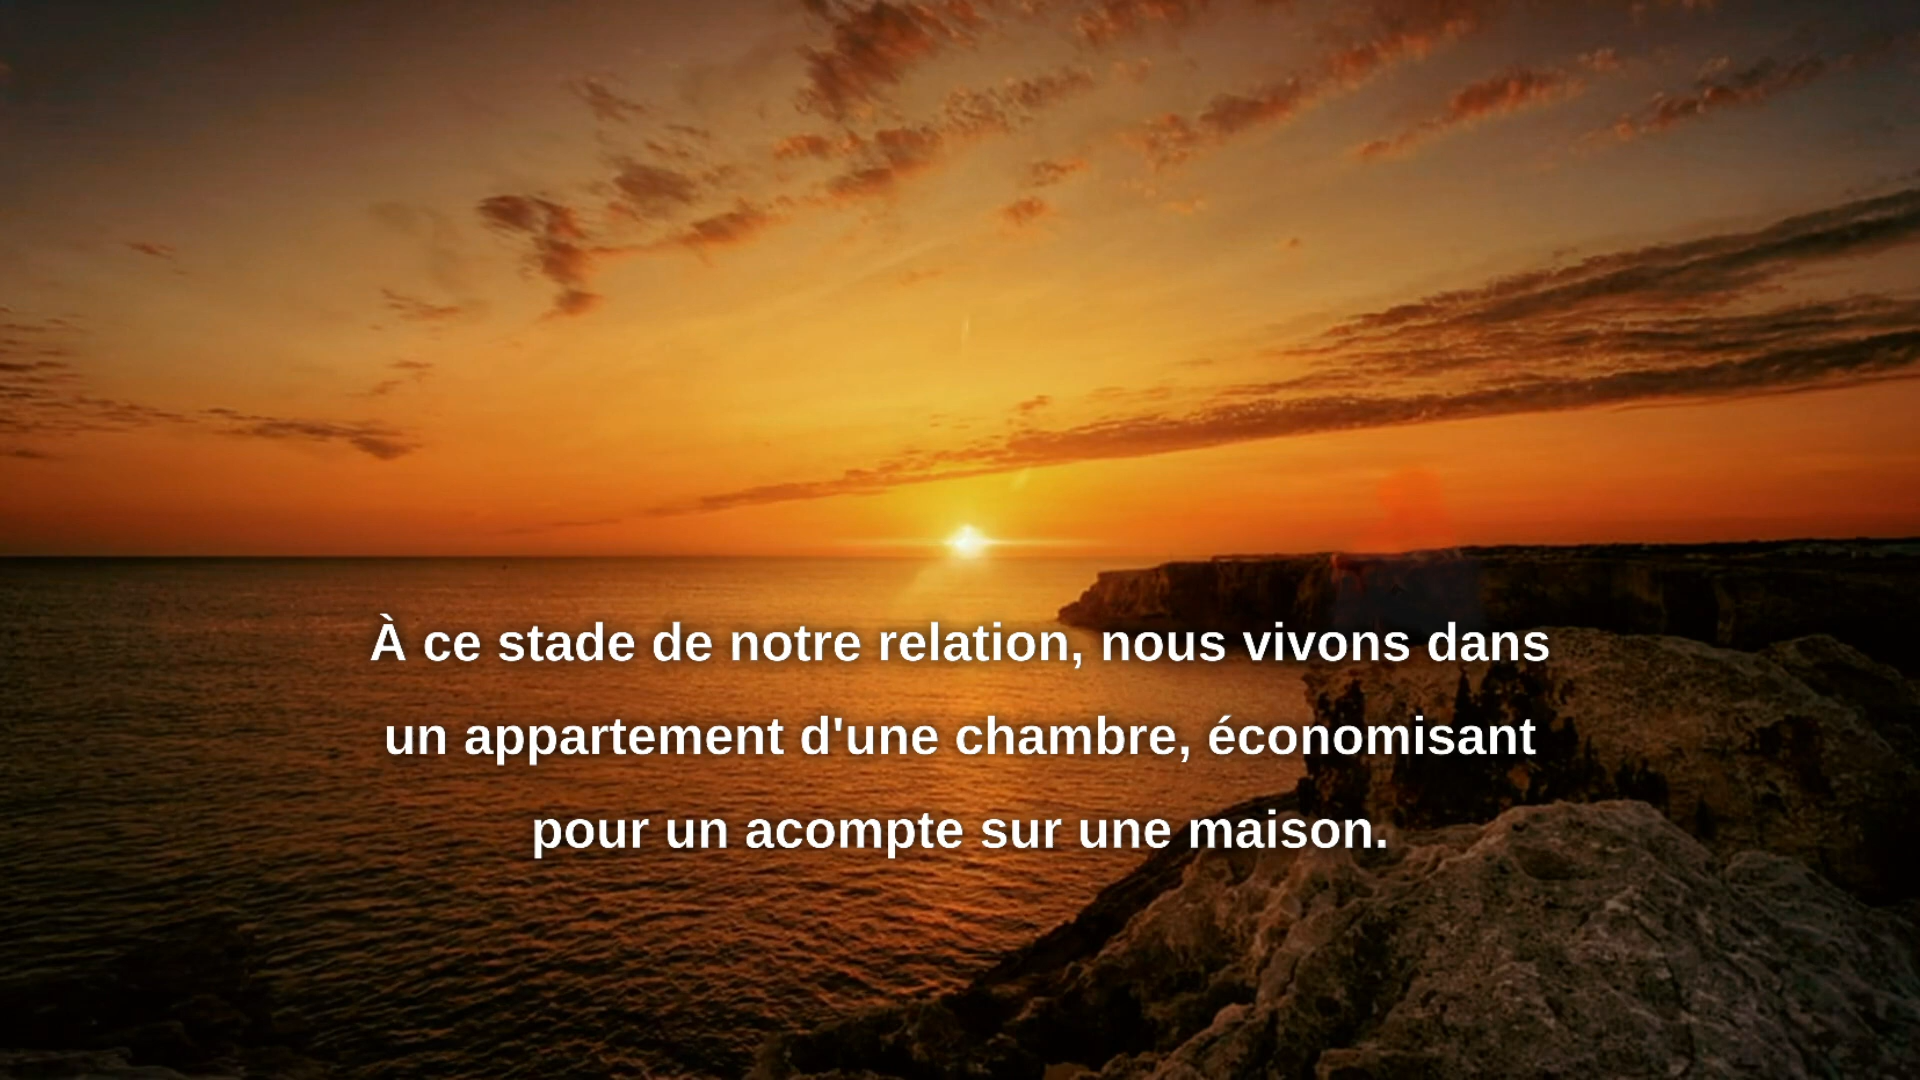 À ce stade de notre relation, nous vivons dans
un appartement d'une chambre, économisant
pour un acompte sur une maison.